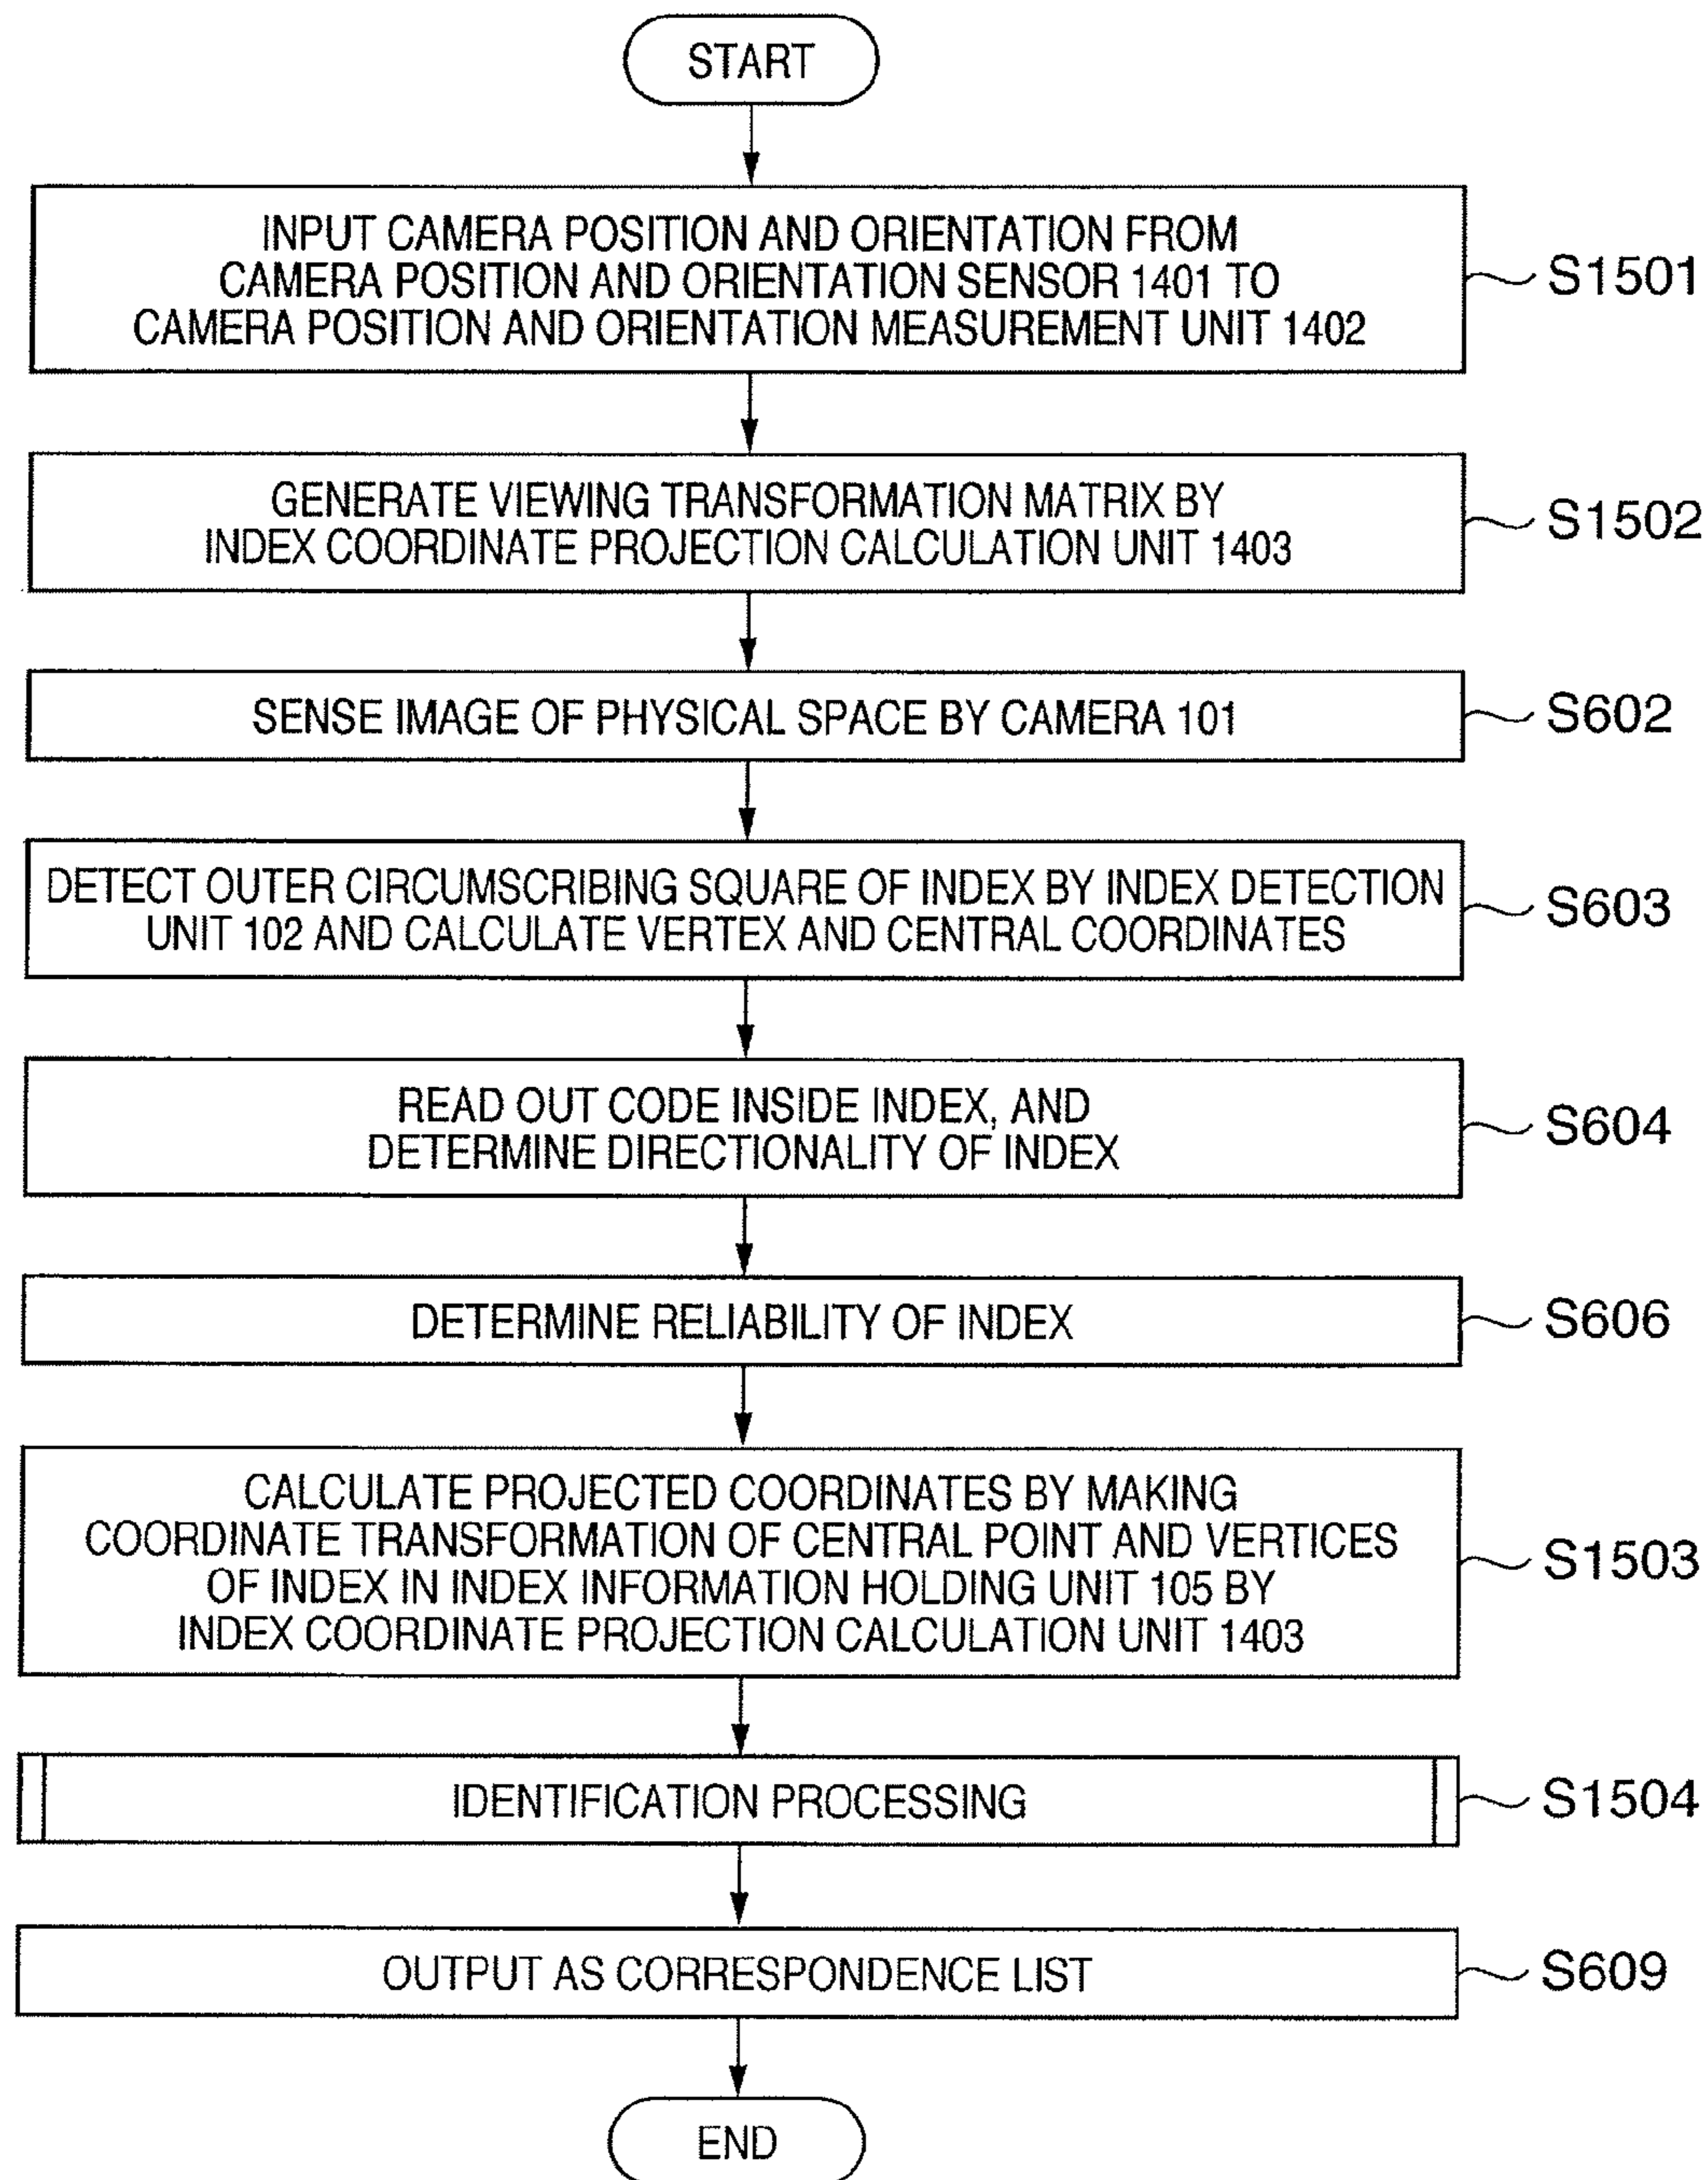 START
INPUT CAMERA POSITION AND ORIENTATION FROM
CAMERA POSITION AND ORIENTATION SENSOR 1401 TO
CAMERA POSITION AND ORIENTATION MEASUREMENT UNIT 1402
S1501
GENERATE VIEWING TRANSFORMATION MATRIX BY
INDEX COORDINATE PROJECTION CALCULATION UNIT 1403
S1502
SENSE IMAGE OF PHYSICAL SPACE BY CAMERA 101
S602
DETECT OUTER CIRCUMSCRIBING SQUARE OF INDEX BY INDEX DETECTION
UNIT 102 AND CALCULATE VERTEX AND CENTRAL COORDINATES
S603
READ OUT CODE INSIDE INDEX, AND
DETERMINE DIRECTIONALITY OF INDEX
S604
DETERMINE RELIABILITY OF INDEX
S606
CALCULATE PROJECTED COORDINATES BY MAKING
COORDINATE TRANSFORMATION OF CENTRAL POINT AND VERTICES
OF INDEX IN INDEX INFORMATION HOLDING UNIT 105 BY
INDEX COORDINATE PROJECTION CALCULATION UNIT 1403
S1503
IDENTIFICATION PROCESSING
S1504
OUTPUT AS CORRESPONDENCE LIST
S609
END